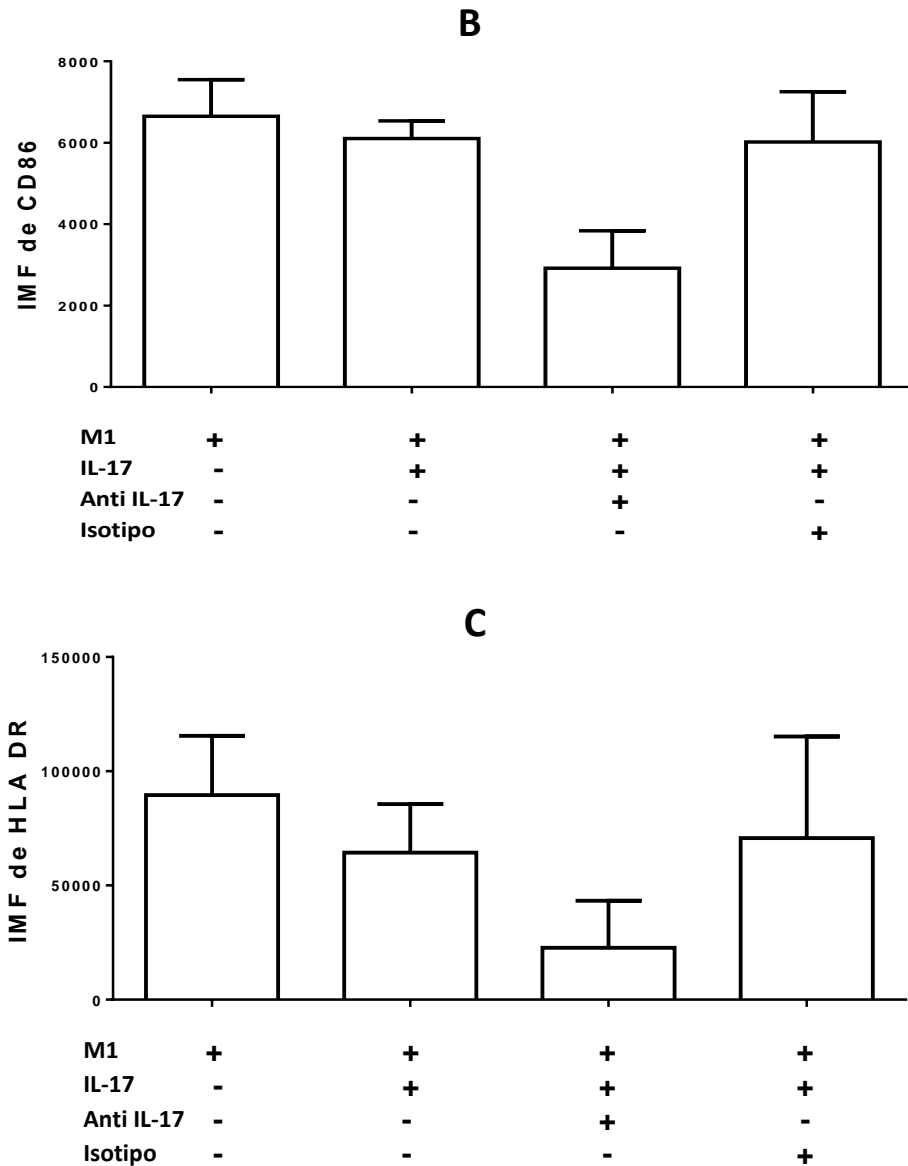 B
IMF de CD86
8000
6000
4000
2000
0
M1 + + + +
IL-17 - + + +
Anti IL-17 - - + -
Isotipo - - - +
C
IMF de HLA DR
150000
100000
50000
0
M1 + + + +
IL-17 - + + +
Anti IL-17 - - + -
Isotipo - - - +